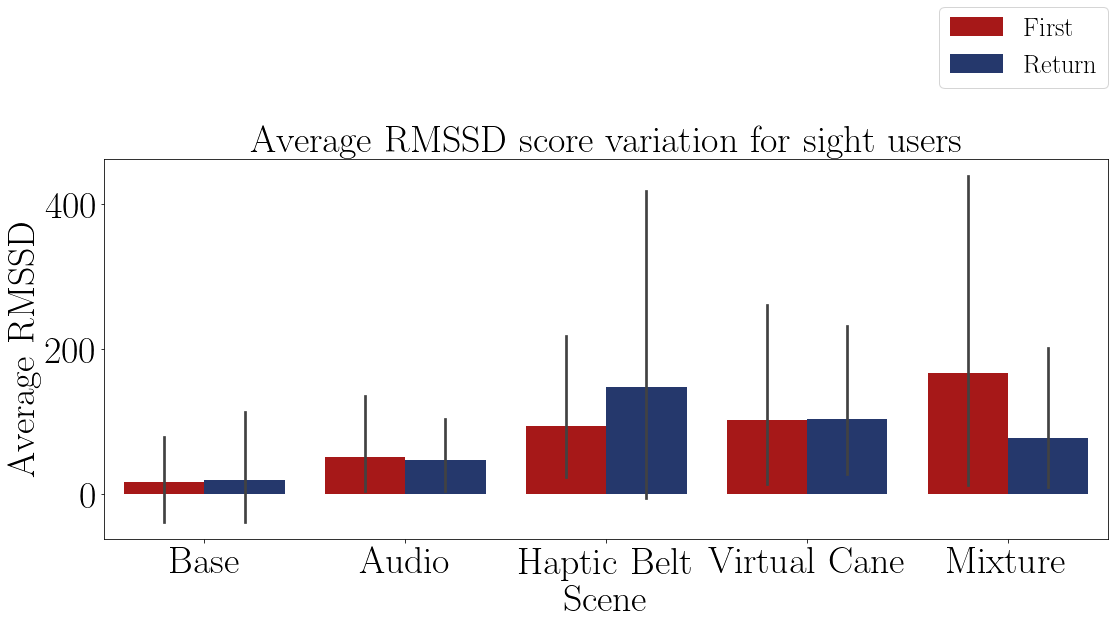 First
Return
Average RMSSD score variation for sight users
Average RMSSD
400
200
0
Base
Audio
Haptic Belt
Virtual Cane
Mixture
Scene